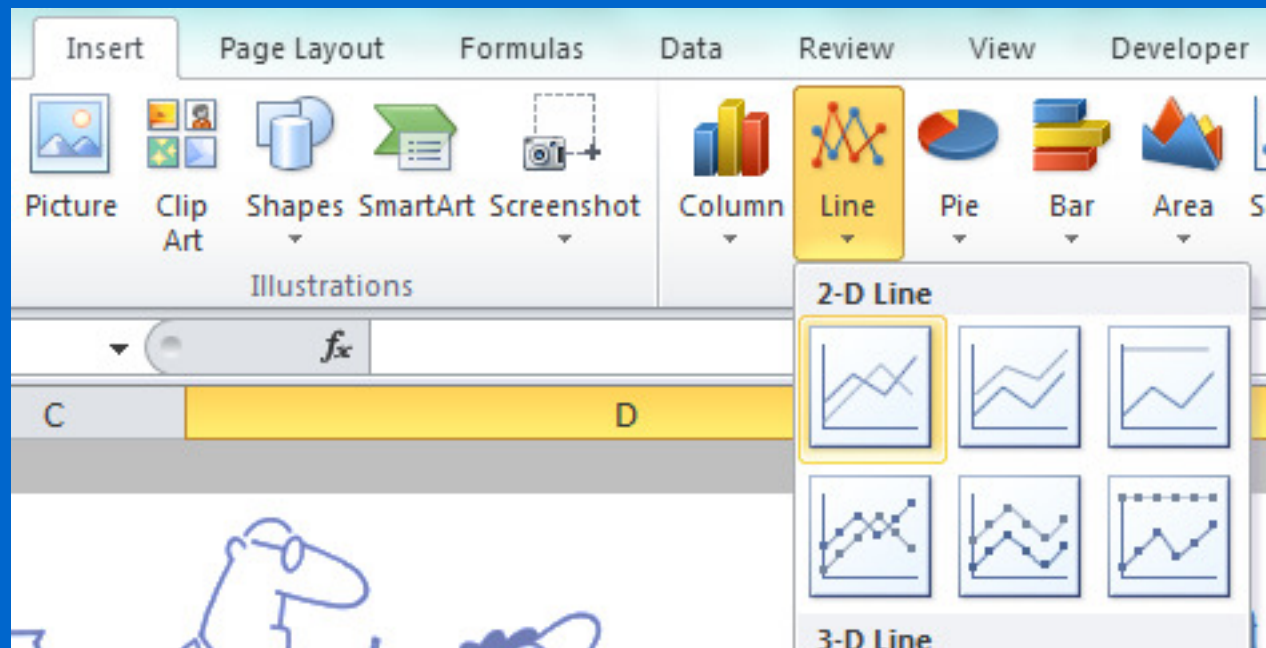 Insert Page Layout Formulas Data Review View Developer
Picture Clip Art Shapes SmartArt Screenshot Column Line Pie Bar Area
Illustrations
2-D Line
fx
C D
3-D Line